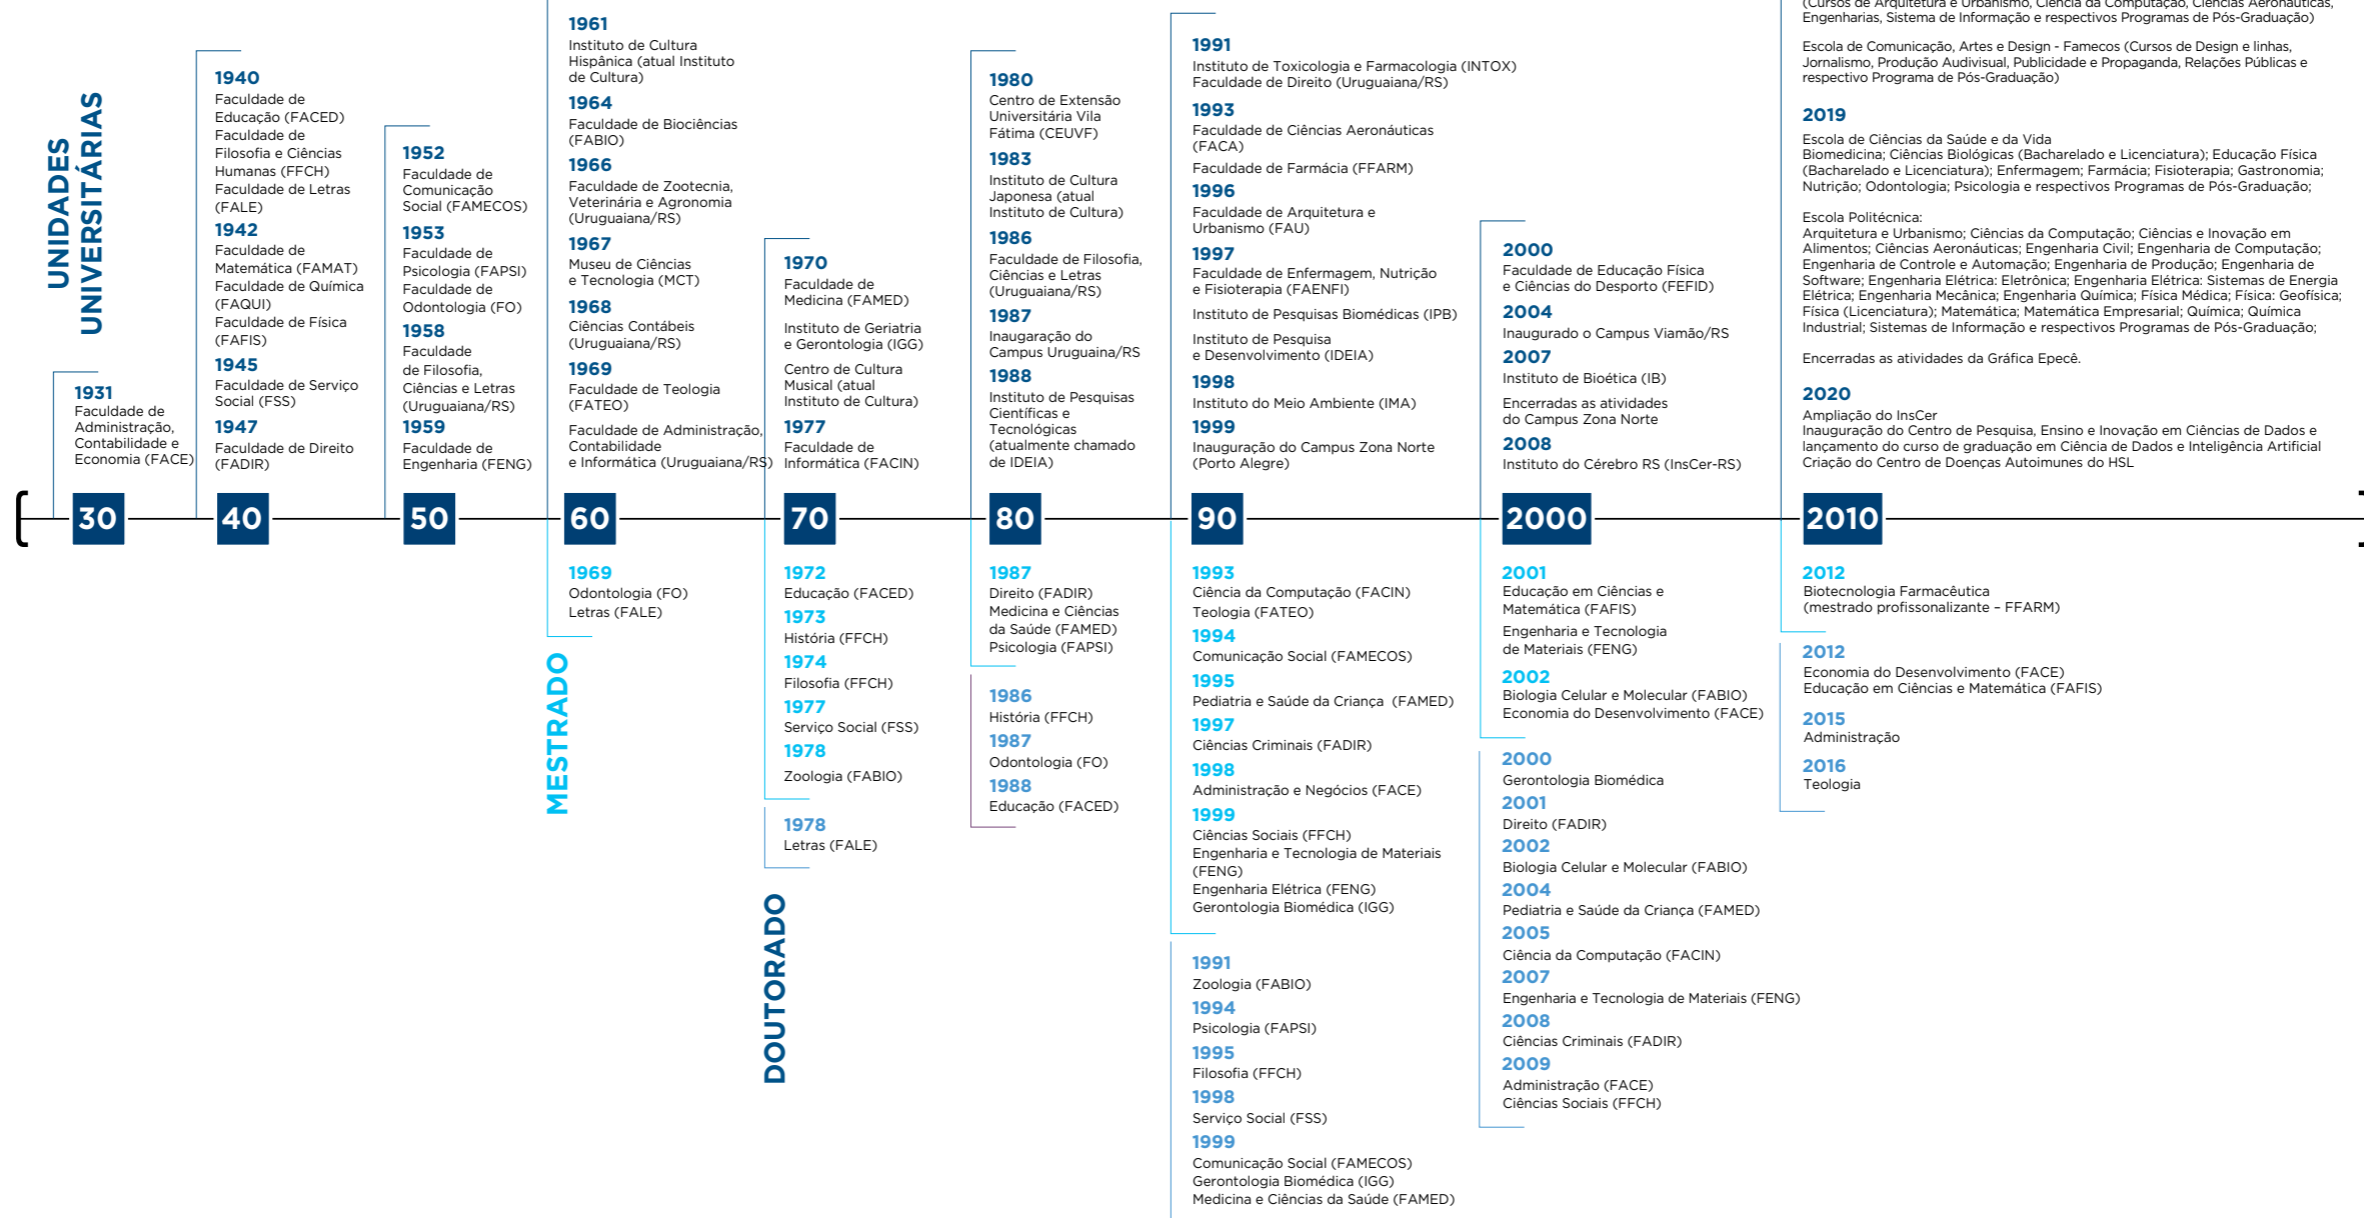 UNIDADES
UNIVERSITÁRIAS
1931
Faculdade de
Administração,
Contabilidade e
Economia (FACE)
1940
Faculdade de
Educação (FACED)
Faculdade de
Filosofia e Ciências
Humanas (FFCH)
Faculdade de Letras
(FALE)
1942
Faculdade de
Matemática (FAMAT)
Faculdade de Química
(FAQUI)
Faculdade de Física
(FAFIS)
1945
Faculdade de Serviço
Social (FSS)
1947
Faculdade de Direito
(FADIR)
1952
Faculdade de
Comunicação
Social (FAMECOS)
1953
Faculdade de
Psicologia (FAPSI)
Faculdade de
Odontologia (FO)
1958
Faculdade
de Filosofia,
Ciências e Letras
(Uruguaiana/RS)
1959
Faculdade de
Engenharia (FENG)
1961
Instituto de Cultura
Hispânica (atual Instituto
de Cultura)
1964
Faculdade de Biociências
(FABIO)
1966
Faculdade de Zootecnia,
Veterinária e Agronomia
(Uruguaiana/RS)
1967
Museu de Ciências
e Tecnologia (MCT)
1968
Ciências Contábeis
(Uruguaiana/RS)
1969
Faculdade de Teologia
(FATEO)
Faculdade de Administração,
Contabilidade
e Informática (Uruguaiana/RS)
1970
Faculdade de
Medicina (FAMED)
Instituto de Geriatria
e Gerontologia (IGG)
Centro de Cultura
Musical (atual
Instituto de Cultura)
1977
Faculdade de
Informática (FACIN)
1980
Centro de Extensão
Universitária Vila
Fátima (CEUVF)
1983
Instituto de Cultura
Japonesa (atual
Instituto de Cultura)
1986
Faculdade de Filosofia,
Ciências e Letras
(Uruguaiana/RS)
1987
Inauguração do
Campus Uruguaina/RS
1988
Instituto de Pesquisas
Científicas e
Tecnológicas
(atualmente chamado
de IDEIA)
1991
Instituto de Toxicologia e Farmacologia (INTOX)
Faculdade de Direito (Uruguaiana/RS)
1993
Faculdade de Ciências Aeronáuticas
(FACA)
Faculdade de Farmácia (FFARM)
1996
Faculdade de Arquitetura e
Urbanismo (FAU)
1997
Faculdade de Enfermagem, Nutrição
e Fisioterapia (FAENFI)
Instituto de Pesquisas Biomédicas (IPB)
Instituto de Pesquisa
e Desenvolvimento (IDEIA)
1998
Instituto do Meio Ambiente (IMA)
1999
Inauguração do Campus Zona Norte
(Porto Alegre)
2000
Faculdade de Educação Física
e Ciências do Desporto (FEFID)
2004
Inaugurado o Campus Viamão/RS
2007
Instituto de Bioética (IB)
Encerradas as atividades
do Campus Zona Norte
2008
Instituto do Cérebro RS (InsCer-RS)
(Cursos de Arquitetura e Urbanismo, Ciência da Computação, Ciências Aeronáuticas,
Engenharias, Sistema de Informação e respectivos Programas de Pós-Graduação)
Escola de Comunicação, Artes e Design - Famecos (Cursos de Design e linhas,
Jornalismo, Produção Audivisual, Publicidade e Propaganda, Relações Públicas e
respectivo Programa de Pós-Graduação)
2019
Escola de Ciências da Saúde e da Vida
Biomedicina; Ciências Biológicas (Bacharelado e Licenciatura); Educação Física
(Bacharelado e Licenciatura); Enfermagem; Farmácia; Fisioterapia; Gastronomia;
Nutrição; Odontologia; Psicologia e respectivos Programas de Pós-Graduação;
Escola Politécnica:
Arquitetura e Urbanismo; Ciências da Computação; Ciências e Inovação em
Alimentos; Ciências Aeronáuticas; Engenharia Civil; Engenharia de Computação;
Engenharia de Controle e Automação; Engenharia de Produção; Engenharia de
Software; Engenharia Elétrica: Eletrônica; Engenharia Elétrica: Sistemas de Energia
Elétrica; Engenharia Mecânica; Engenharia Química; Física Médica; Física: Geofísica;
Física (Licenciatura); Matemática; Matemática Empresarial; Química; Química
Industrial; Sistemas de Informação e respectivos Programas de Pós-Graduação;
Encerradas as atividades da Gráfica Epecê.
2020
Ampliação do InsCer
Inauguração do Centro de Pesquisa, Ensino e Inovação em Ciências de Dados e
lançamento do curso de graduação em Ciência de Dados e Inteligência Artificial
Criação do Centro de Doenças Autoimunes do HSL
30
40
50
60
70
80
90
2000
2010
MESTRADO
1969
Odontologia (FO)
Letras (FALE)
1972
Educação (FACED)
1973
História (FFCH)
1974
Filosofia (FFCH)
1977
Serviço Social (FSS)
1978
Zoologia (FABIO)
1987
Direito (FADIR)
Medicina e Ciências
da Saúde (FAMED)
Psicologia (FAPSI)
1993
Ciência da Computação (FACIN)
Teologia (FATEO)
1994
Comunicação Social (FAMECOS)
1995
Pediatria e Saúde da Criança (FAMED)
1997
Ciências Criminais (FADIR)
1998
Administração e Negócios (FACE)
1999
Ciências Sociais (FFCH)
Engenharia e Tecnologia de Materiais
(FENG)
Engenharia Elétrica (FENG)
Gerontologia Biomédica (IGG)
2001
Educação em Ciências e
Matemática (FAFIS)
Engenharia e Tecnologia
de Materiais (FENG)
2002
Biologia Celular e Molecular (FABIO)
Economia do Desenvolvimento (FACE)
2012
Biotecnologia Farmacêutica
(mestrado profissonalizante – FFARM)
DOUTORADO
1978
Letras (FALE)
1986
História (FFCH)
1987
Odontologia (FO)
1988
Educação (FACED)
1991
Zoologia (FABIO)
1994
Psicologia (FAPSI)
1995
Filosofia (FFCH)
1998
Serviço Social (FSS)
1999
Comunicação Social (FAMECOS)
Gerontologia Biomédica (IGG)
Medicina e Ciências da Saúde (FAMED)
2000
Gerontologia Biomédica
2001
Direito (FADIR)
2002
Biologia Celular e Molecular (FABIO)
2004
Pediatria e Saúde da Criança (FAMED)
2005
Ciência da Computação (FACIN)
2007
Engenharia e Tecnologia de Materiais (FENG)
2008
Ciências Criminais (FADIR)
2009
Administração (FACE)
Ciências Sociais (FFCH)
2012
Economia do Desenvolvimento (FACE)
Educação em Ciências e Matemática (FAFIS)
2015
Administração
2016
Teologia